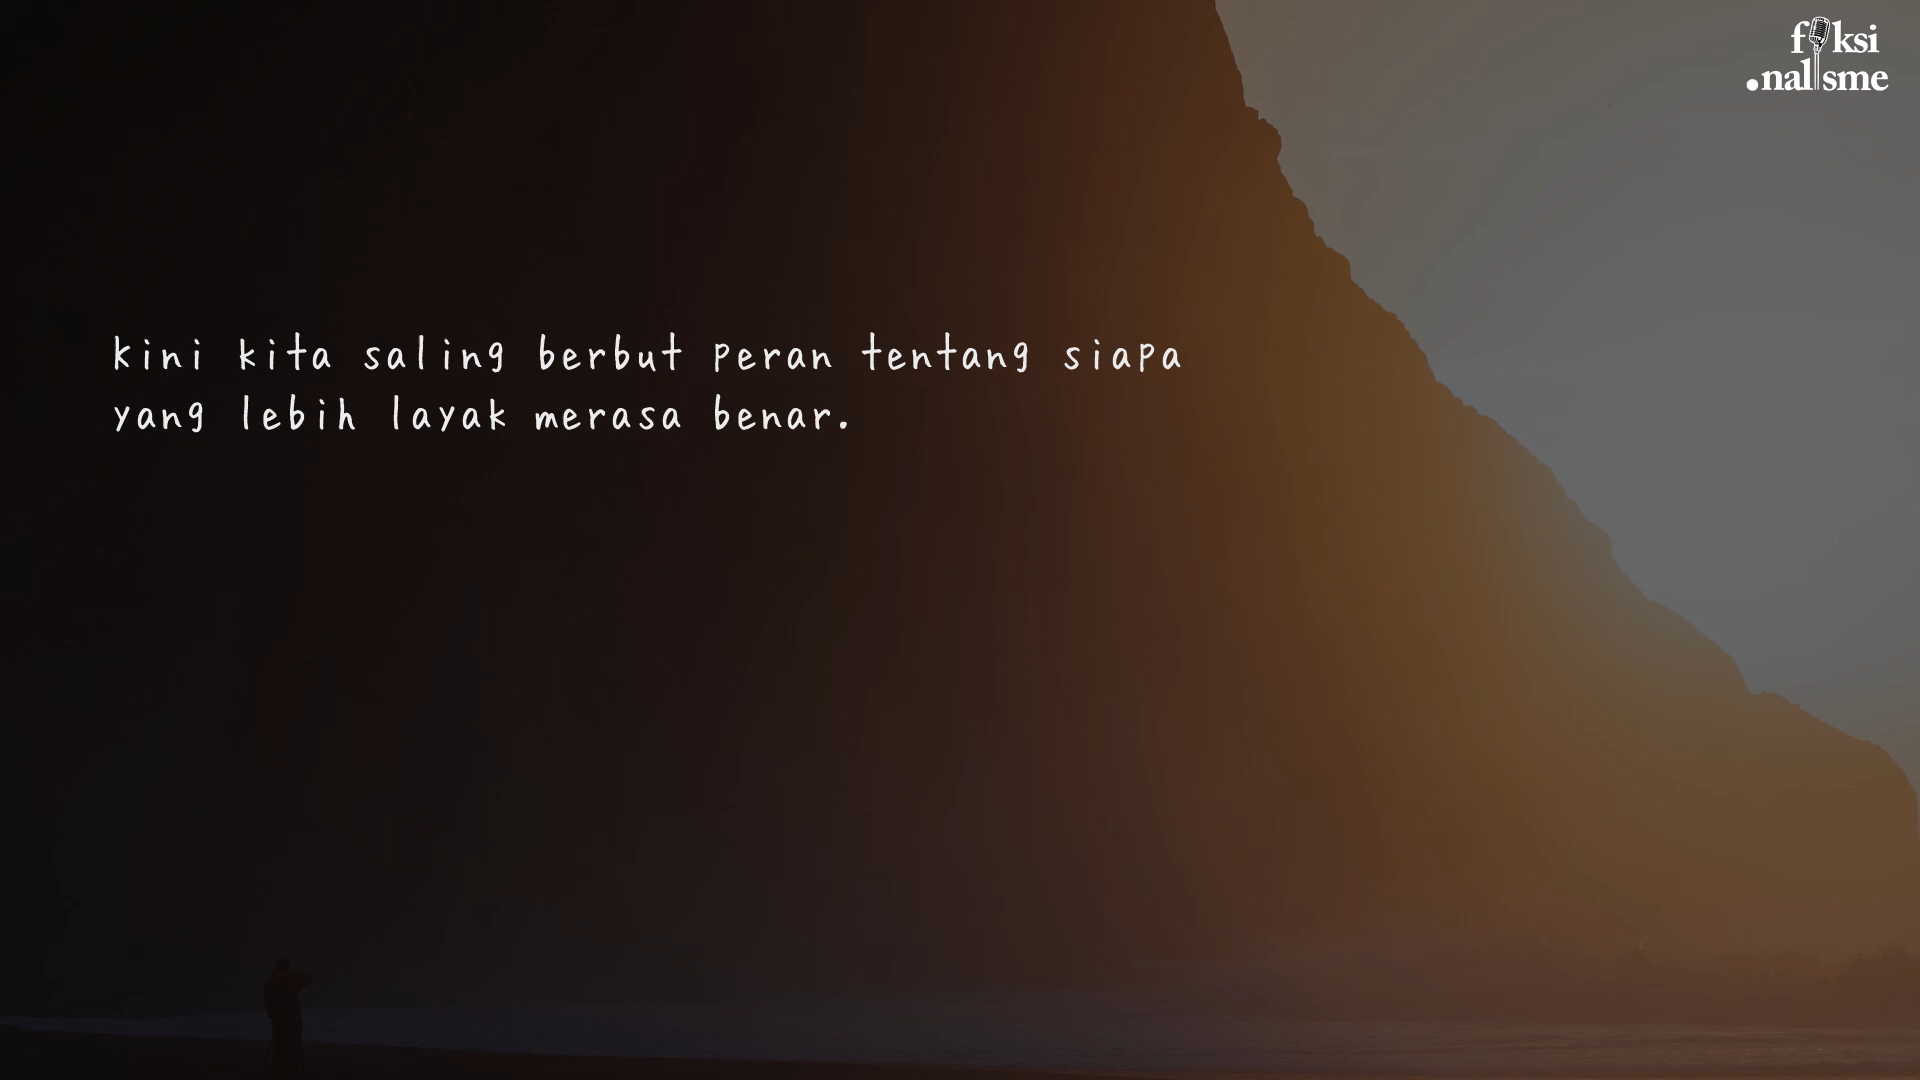 fiksi
.nalisme
kini kita saling berbut peran tentang siapa
yang lebih layak merasa benar.